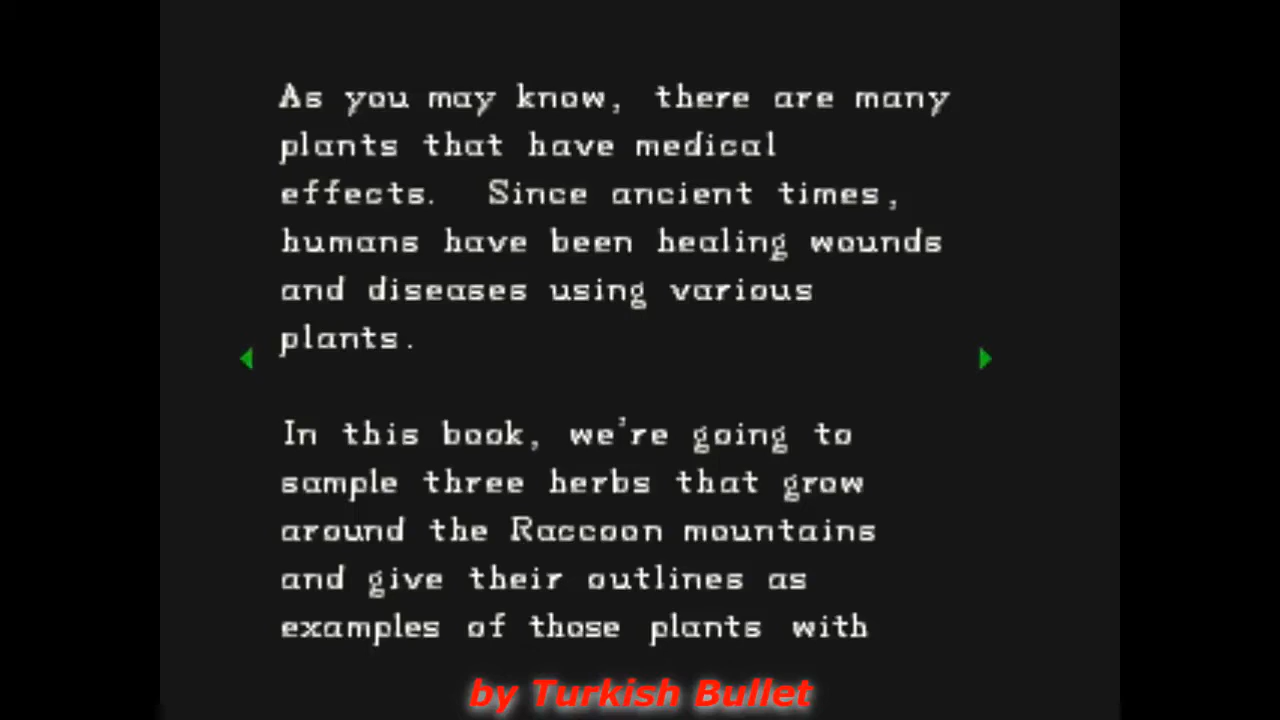 As you may know, there are many
plants that have medical
effects. Since ancient times,
humans have been healing wounds
and diseases using various
plants.
In this book, we're going to
sample three herbs that grow
around the Raccoon mountains
and give their outlines as
examples of those plants with
by Turkish Bullet